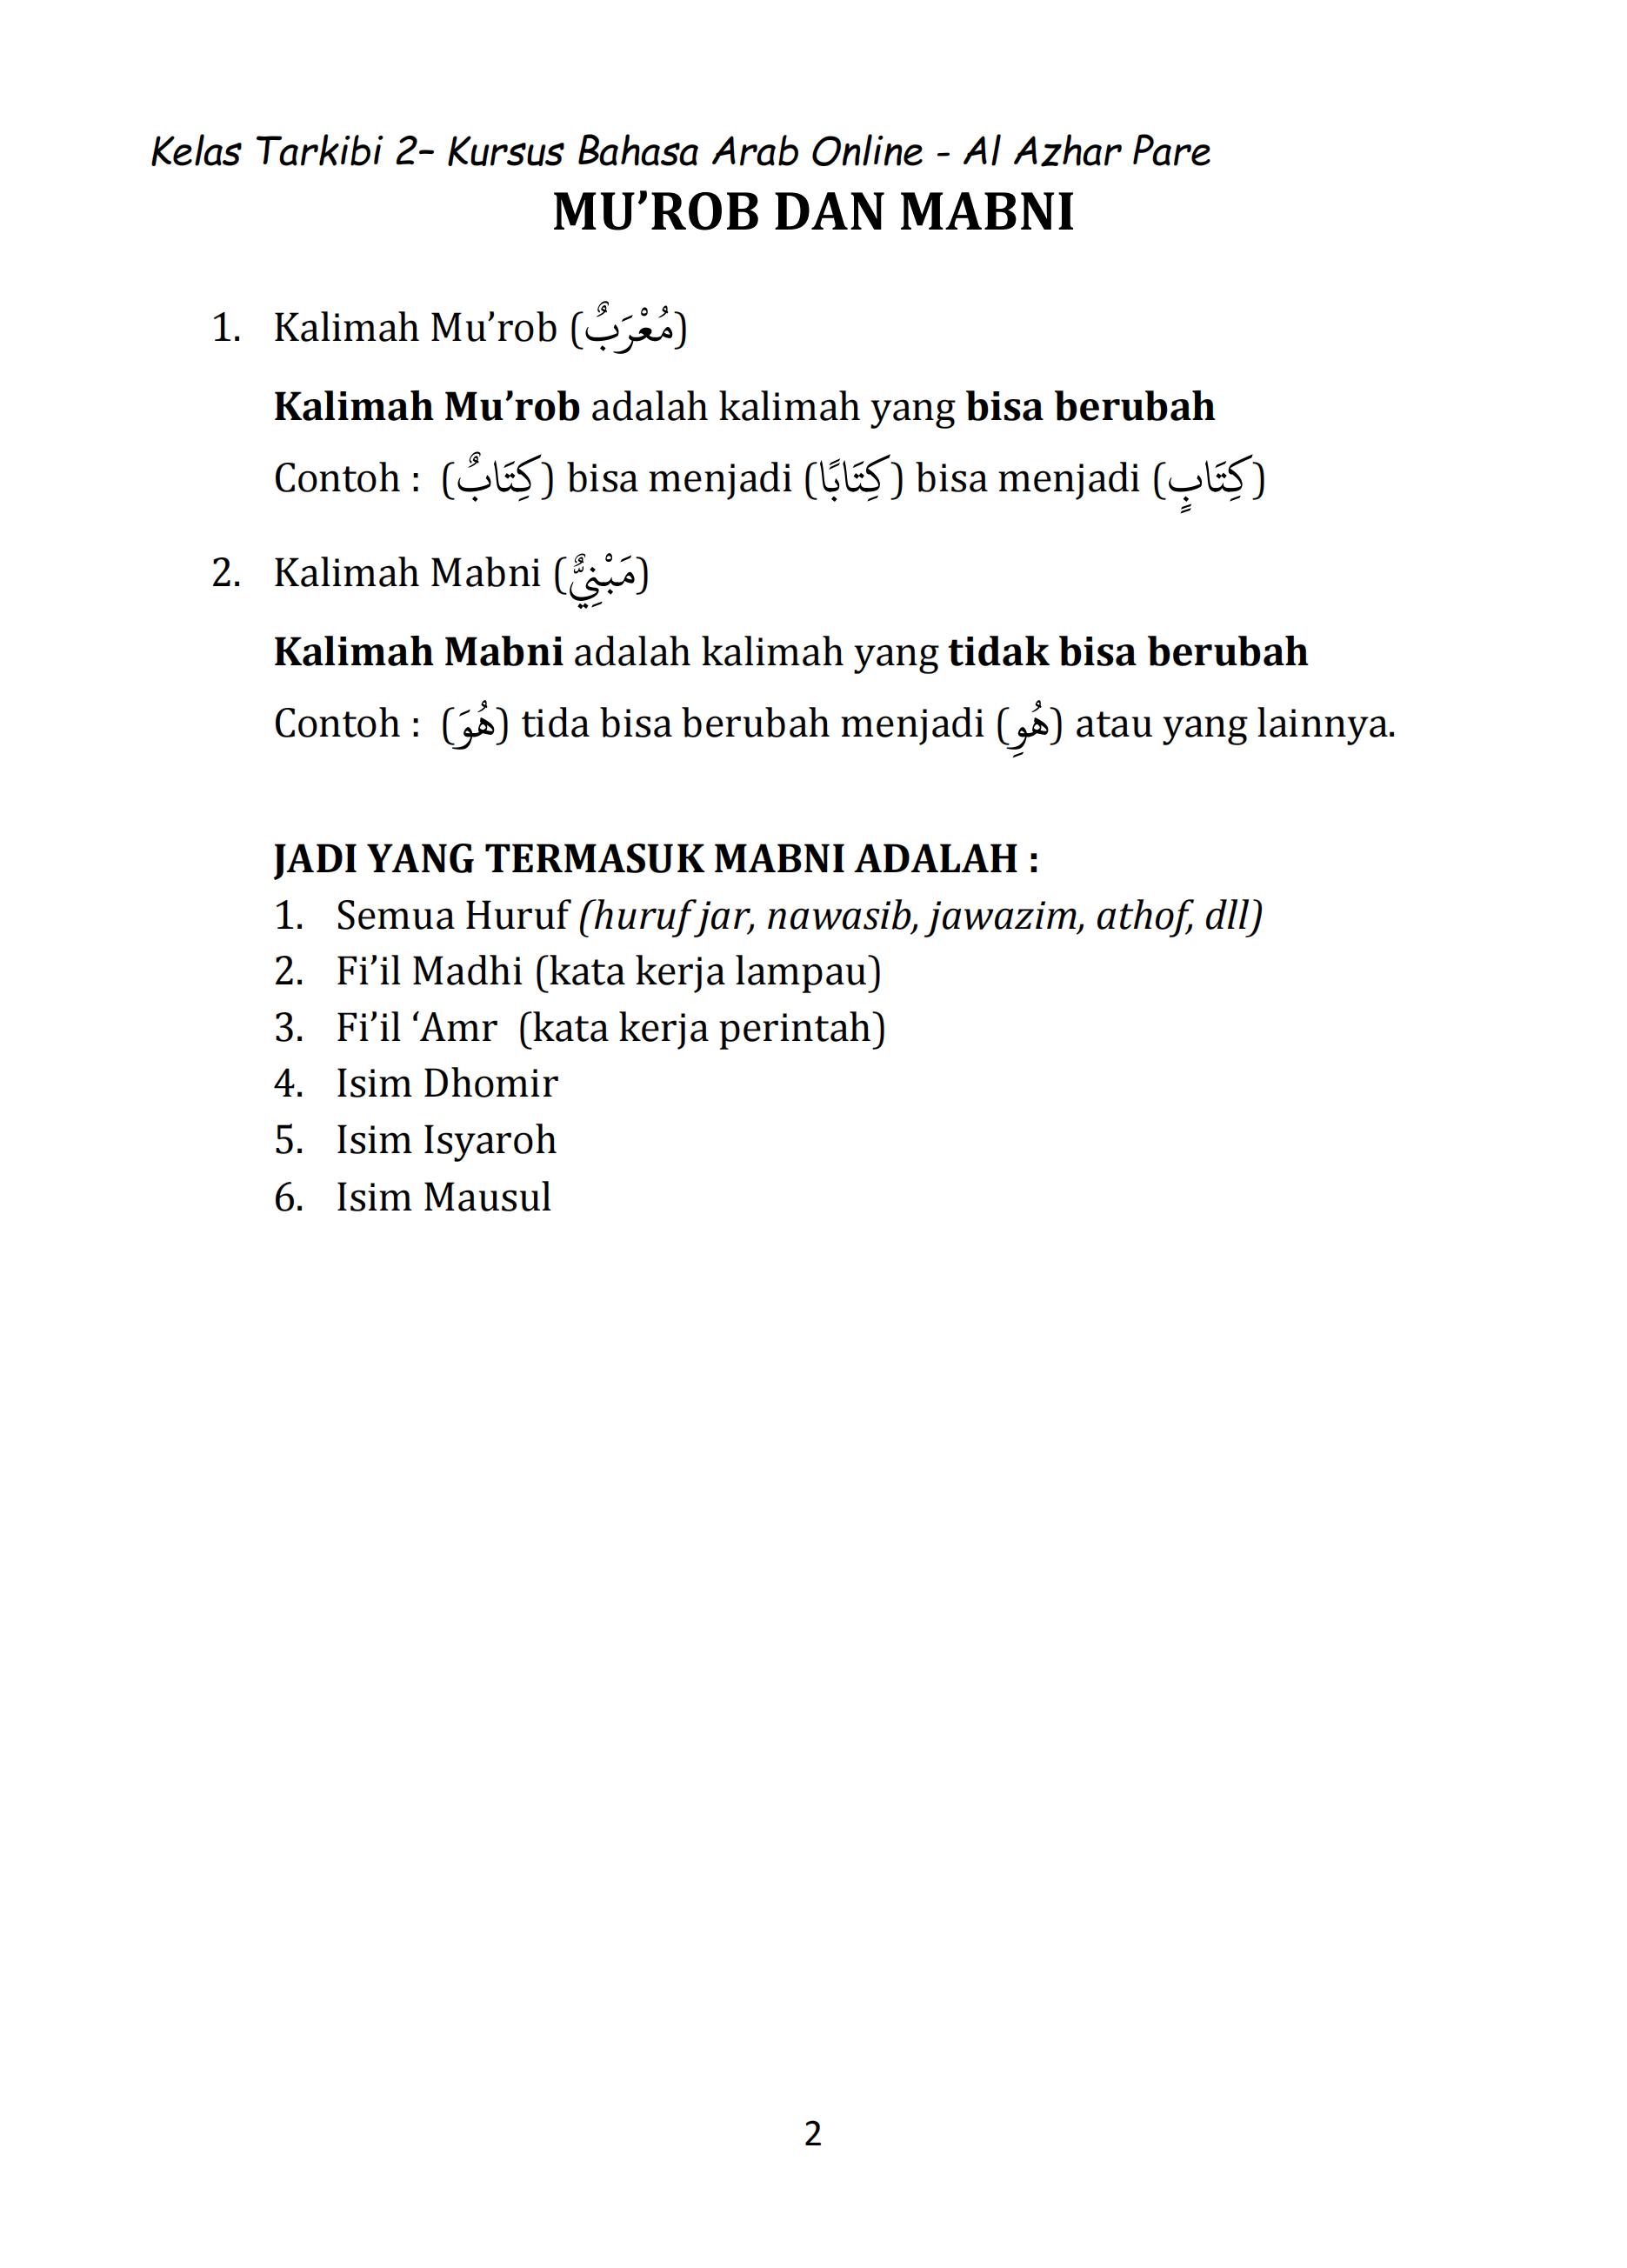 Kelas Tarkibi 2– Kursus Bahasa Arab Online - Al Azhar Pare
MU’ROB DAN MABNI
1. Kalimah Mu’rob (مُعْرَبٌ)
Kalimah Mu’rob adalah kalimah yang bisa berubah
Contoh : (كِتَابٌ) bisa menjadi (كِتَابًا) bisa menjadi (كِتَابٍ)
2. Kalimah Mabni (مَبْنِيٌّ)
Kalimah Mabni adalah kalimah yang tidak bisa berubah
Contoh : (هُوَ) tida bisa berubah menjadi (هُوِ) atau yang lainnya.
JADI YANG TERMASUK MABNI ADALAH :
1. Semua Huruf (huruf jar, nawasib, jawazim, athof, dll)
2. Fi’il Madhi (kata kerja lampau)
3. Fi’il ‘Amr (kata kerja perintah)
4. Isim Dhomir
5. Isim Isyaroh
6. Isim Mausul
2